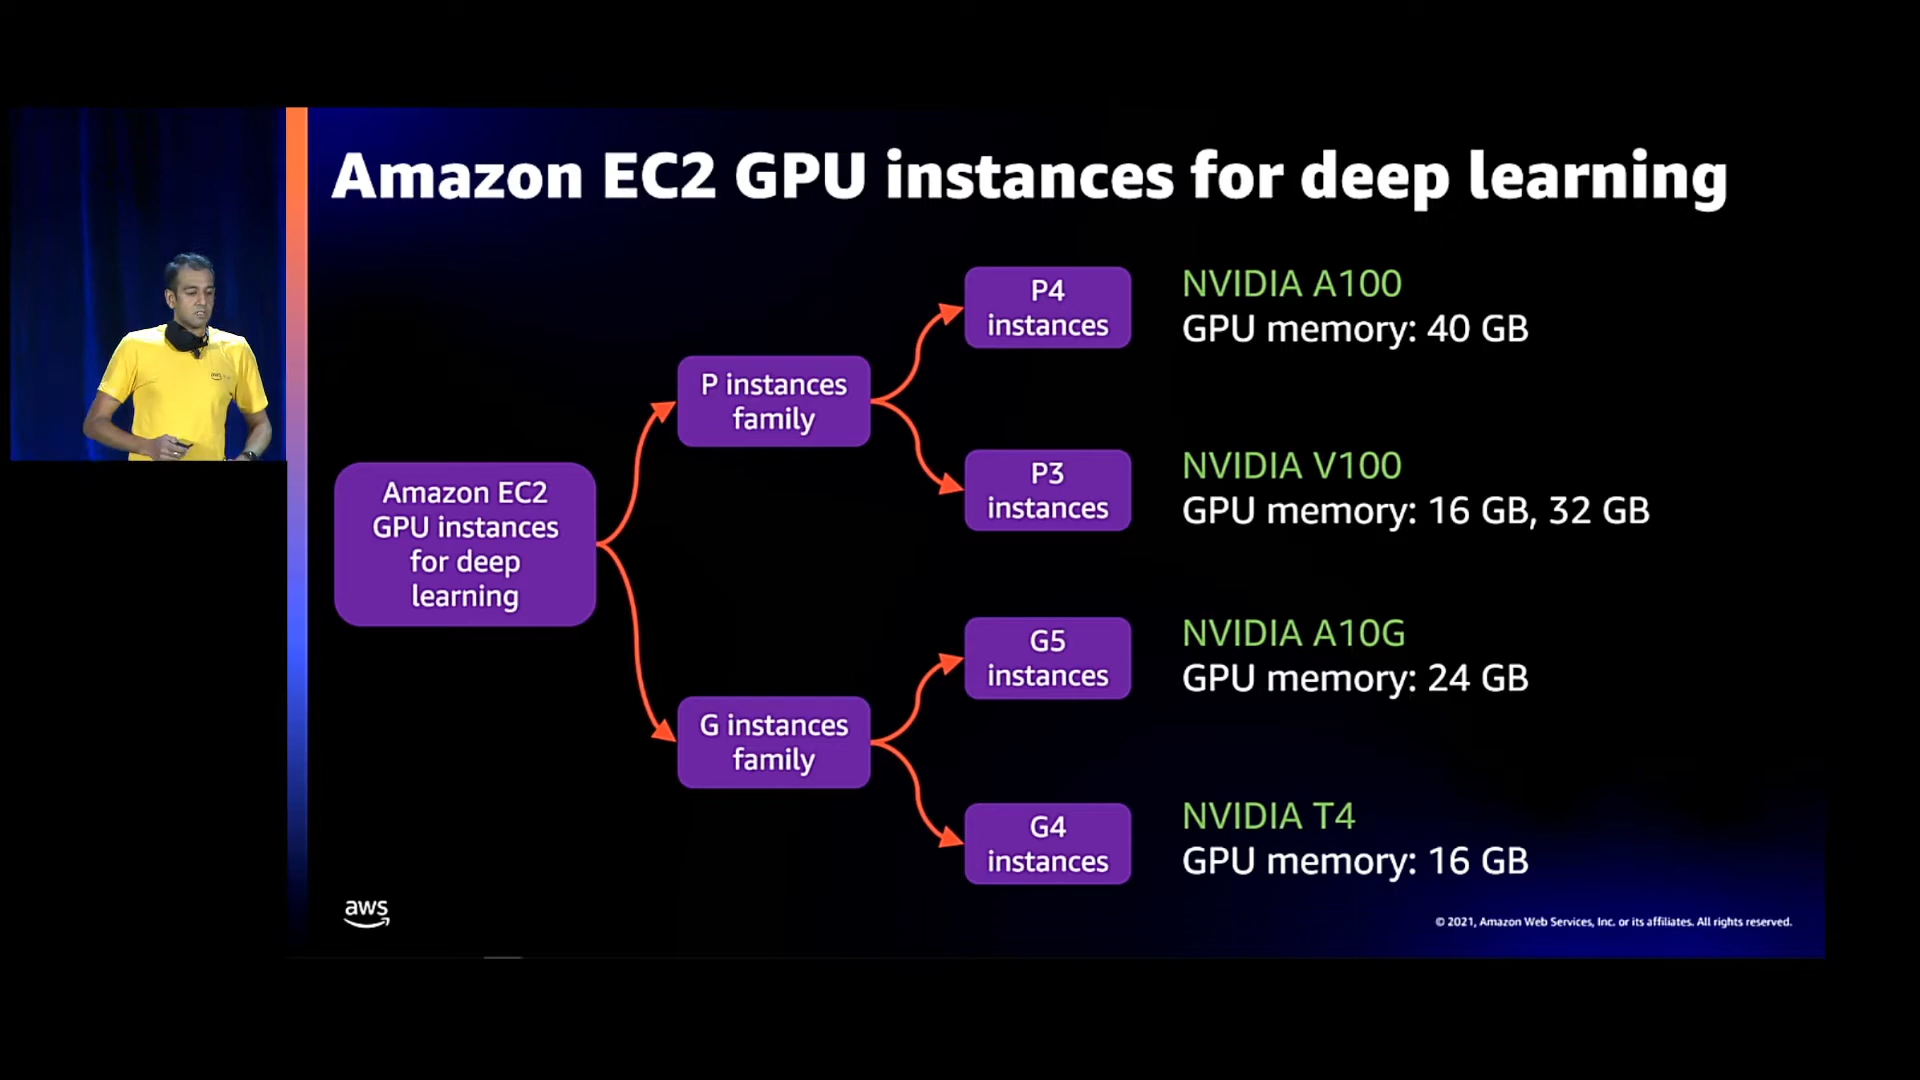 Amazon EC2 GPU instances for deep learning
Amazon EC2
GPU instances
for deep
learning
P instances
family
G instances
family
P4
instances
NVIDIA A100
GPU memory: 40 GB
P3
instances
NVIDIA V100
GPU memory: 16 GB, 32 GB
G5
instances
NVIDIA A10G
GPU memory: 24 GB
G4
instances
NVIDIA T4
GPU memory: 16 GB
aws
© 2021, Amazon Web Services, Inc. or its affiliates. All rights reserved.
aws